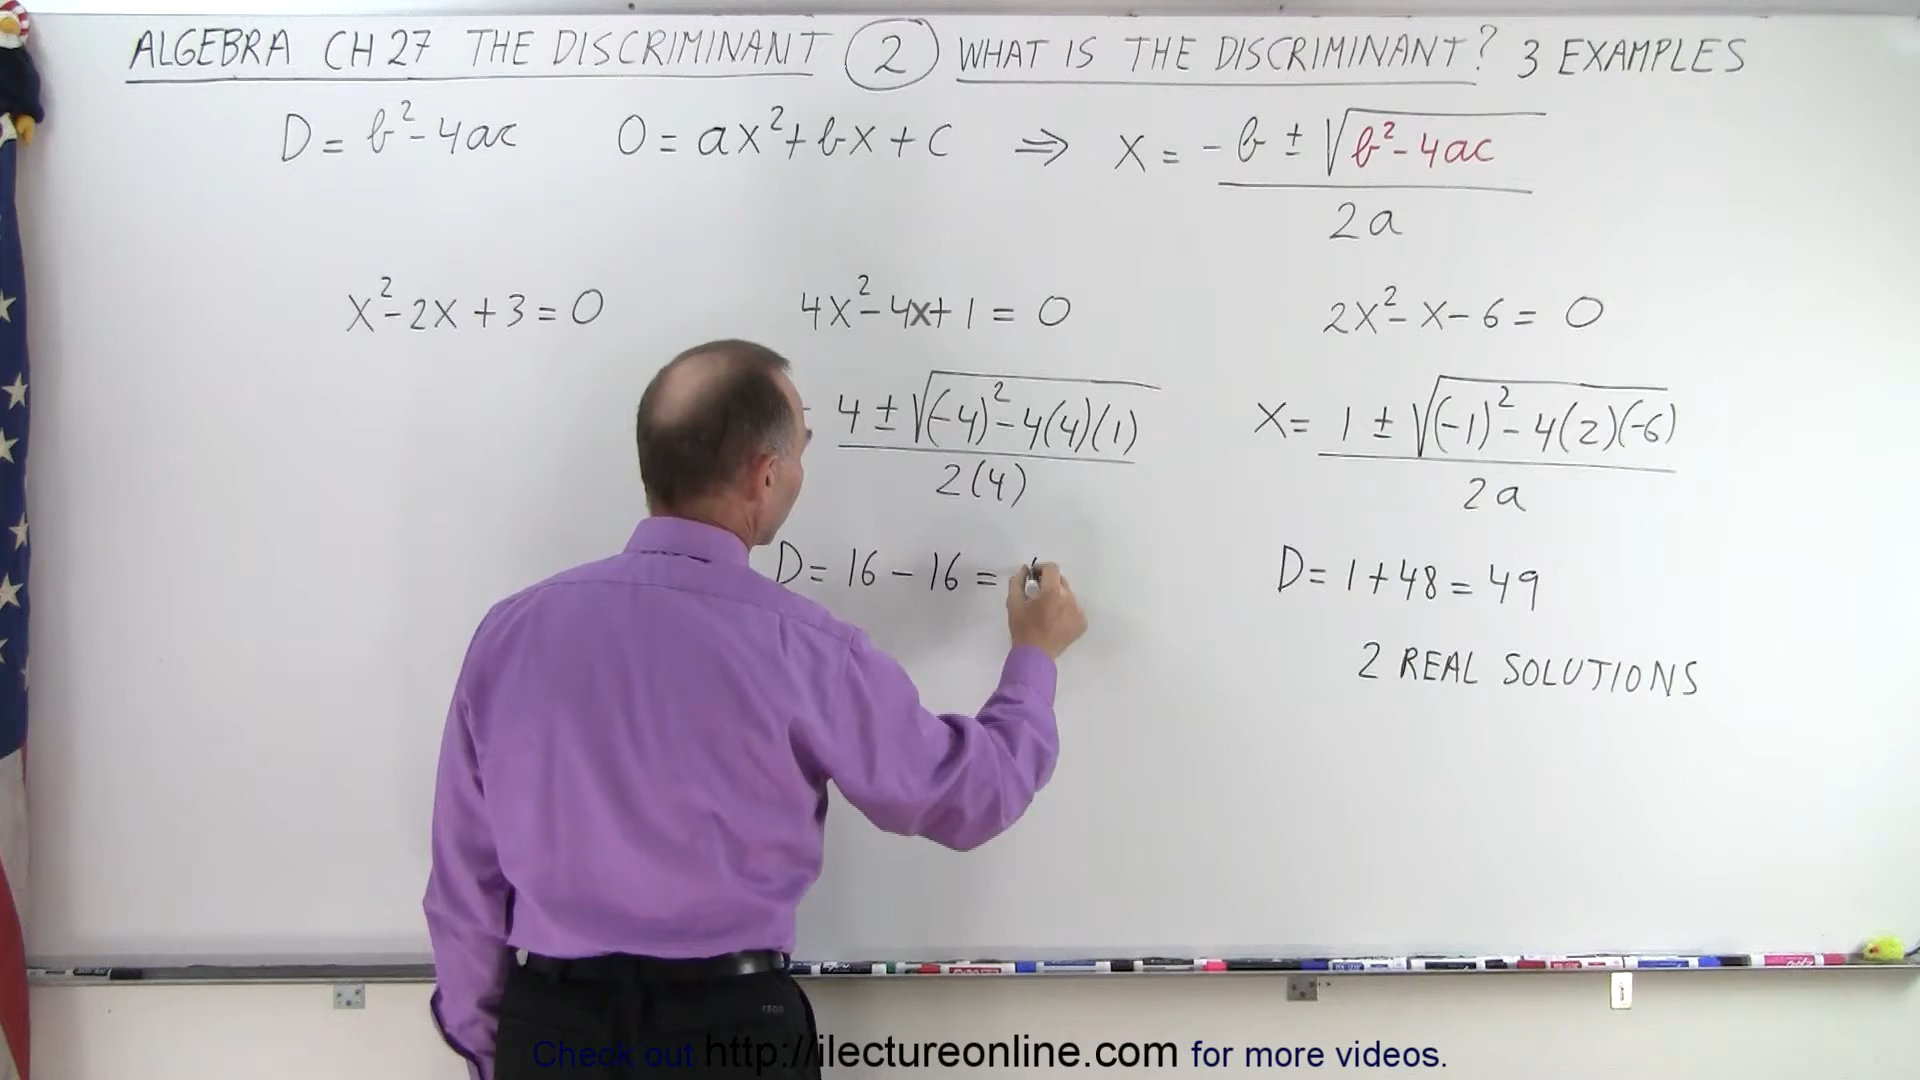 ALGEBRA CH 27 THE DISCRIMINANT 2 WHAT IS THE DISCRIMINANT? 3 EXAMPLES
D = b² - 4ac 0 = ax² + bx + c ⇒ x = -b ± √(b² - 4ac) / 2a
x² - 2x + 3 = 0
4x² - 4x + 1 = 0
2x² - x - 6 = 0
4 ± √((-4)² - 4(4)(1)) / 2(4)
x = 1 ± √((-1)² - 4(2)(-6)) / 2a
D = 16 - 16 =
D = 1 + 48 = 49
2 REAL SOLUTIONS
Check out http://ilectureonline.com for more videos.